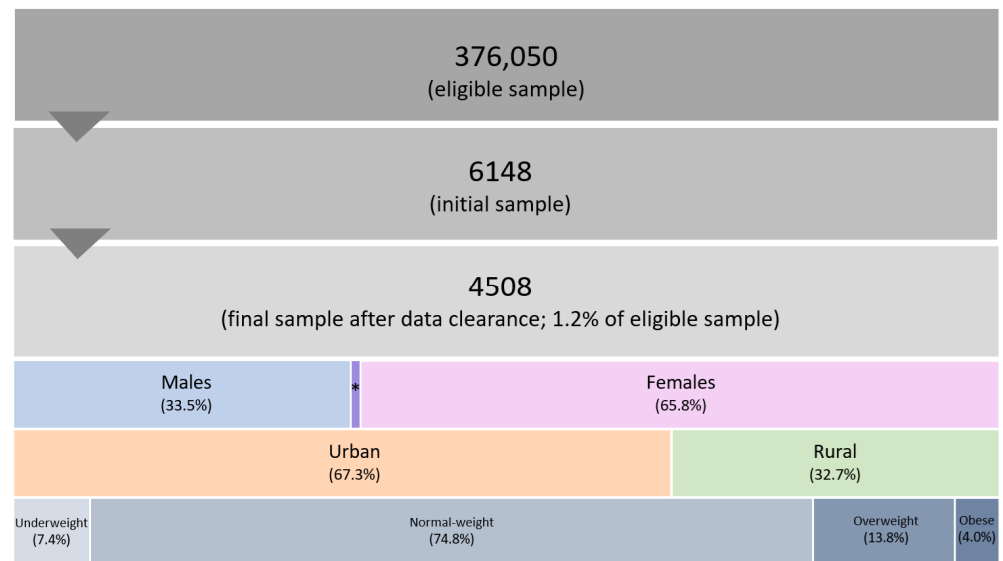 376,050
(eligible sample)
6148
(initial sample)
4508
(final sample after data clearance; 1.2% of eligible sample)
Males
(33.5%)
*
Females
(65.8%)
Urban
(67.3%)
Rural
(32.7%)
Underweight
(7.4%)
Normal-weight
(74.8%)
Overweight
(13.8%)
Obese
(4.0%)